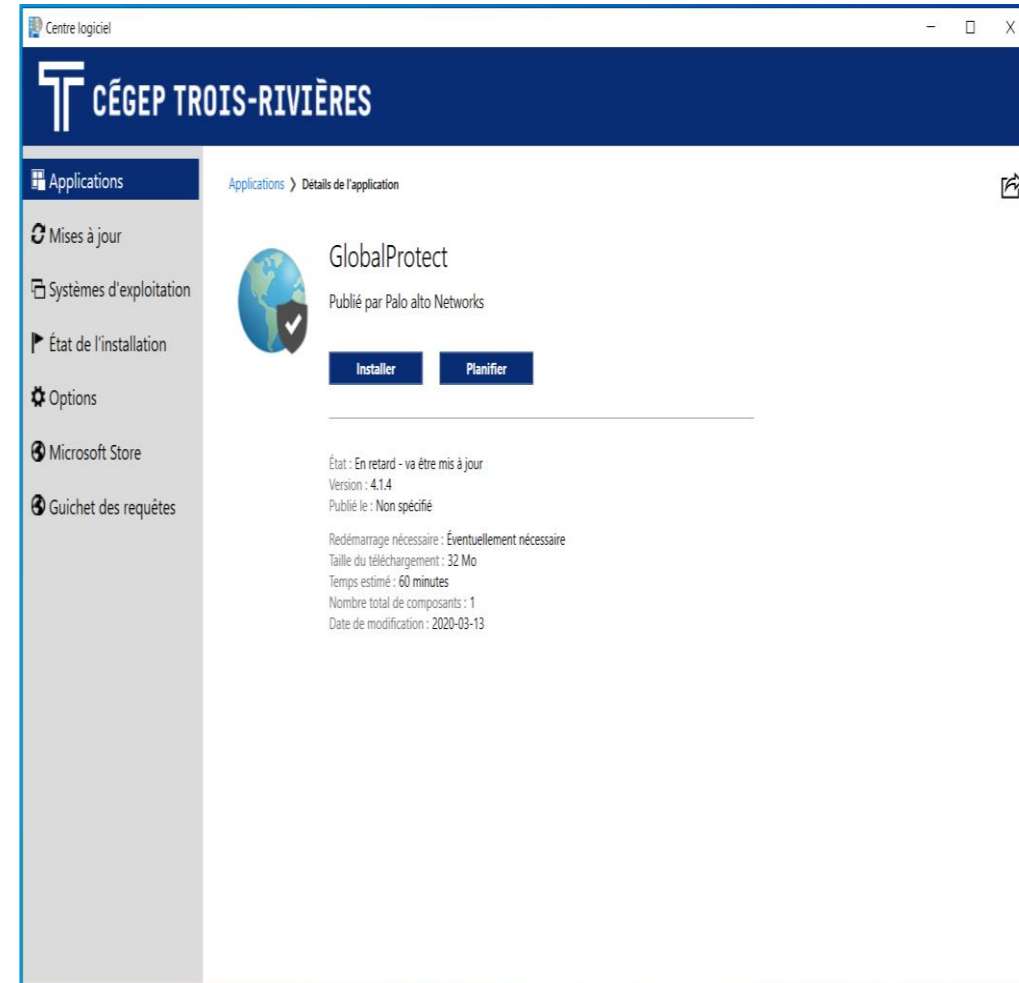 Centre logiciel
CÉGEP TROIS-RIVIÈRES
Applications
Mises à jour
Systèmes d'exploitation
État de l'installation
Options
Microsoft Store
Guichet des requêtes
Applications ❯ Détails de l'application
GlobalProtect
Publié par Palo alto Networks
Installer Planifier
État : En retard - va être mis à jour
Version : 4.1.4
Publié le : Non spécifié
Redémarrage nécessaire : Éventuellement nécessaire
Taille du téléchargement : 32 Mo
Temps estimé : 60 minutes
Nombre total de composants : 1
Date de modification : 2020-03-13